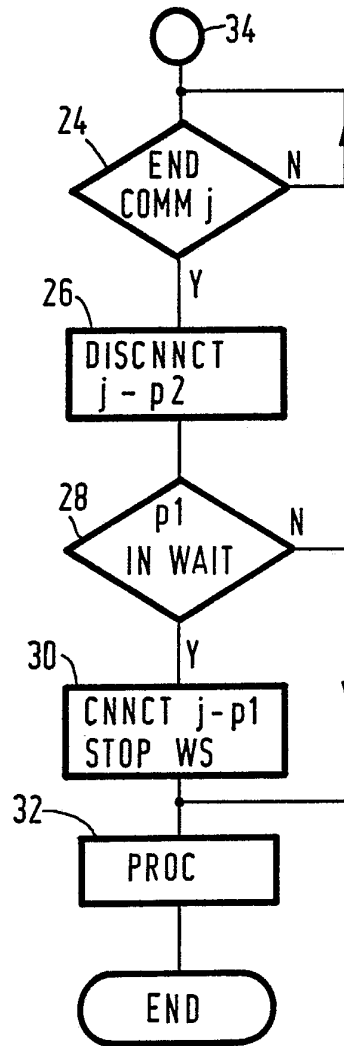 34
24
END
COMM j
N
Y
26
DISCNNCT
j - p2
28
p1
IN WAIT
N
Y
30
CNNCT j-p1
STOP WS
32
PROC
END